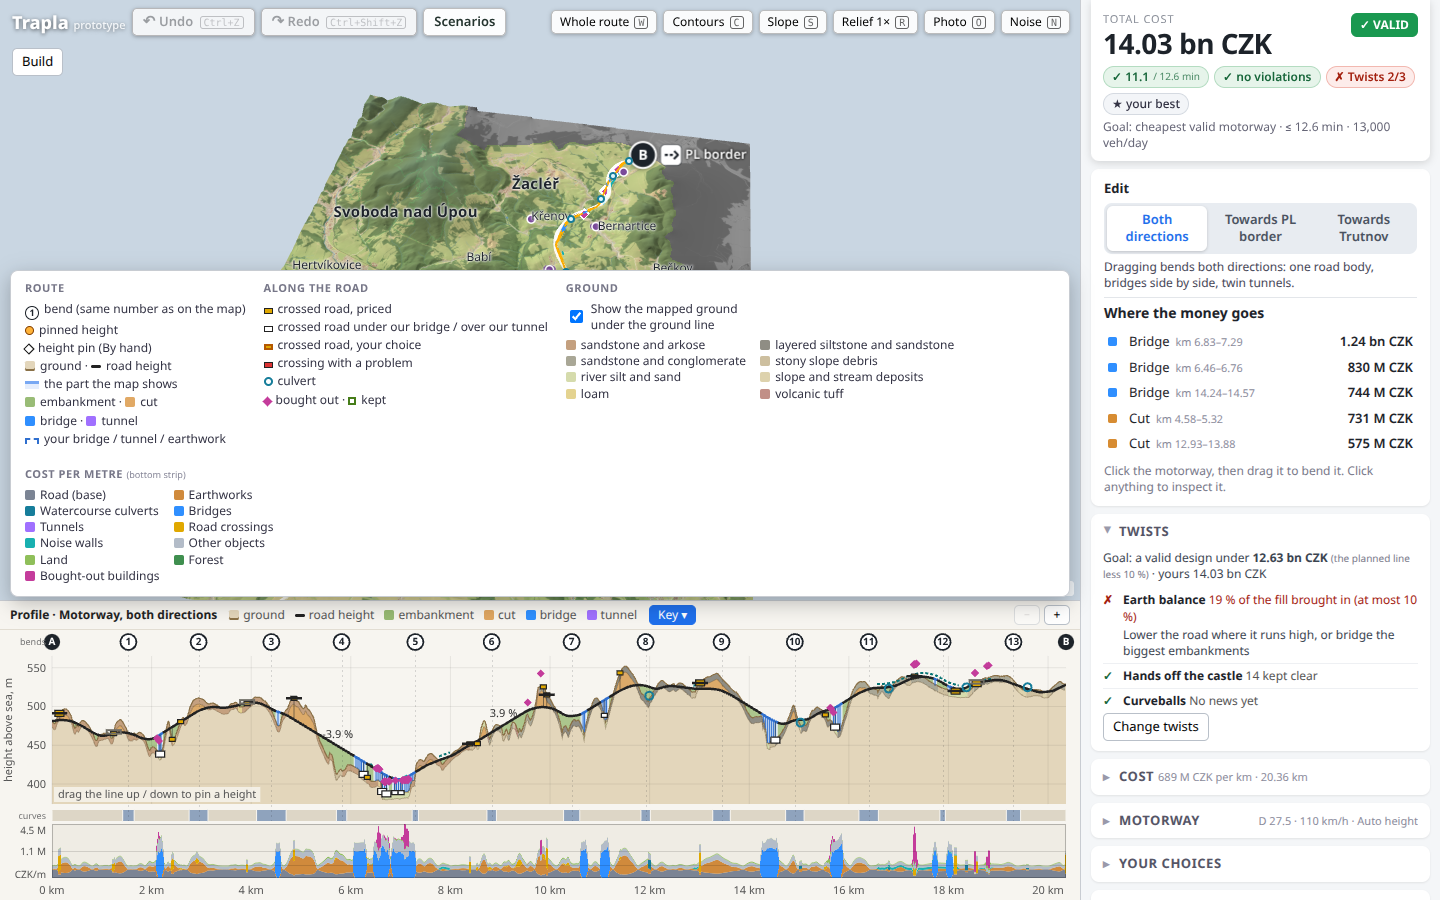 Trapla prototype
↶ Undo Ctrl+Z
↷ Redo Ctrl+Shift+Z
Scenarios
Whole route W
Contours C
Slope S
Relief 1× R
Photo O
Noise N
Build
B
PL border
Žacléř
Svoboda nad Úpou
Křenov
Bernartice
Babí
Hertvíkovice
Bečkov
ROUTE
1 bend (same number as on the map)
pinned height
height pin (By hand)
ground · road height
the part the map shows
embankment · cut
bridge · tunnel
your bridge / tunnel / earthwork
ALONG THE ROAD
crossed road, priced
crossed road under our bridge / over our tunnel
crossed road, your choice
crossing with a problem
culvert
bought out · kept
GROUND
Show the mapped ground
under the ground line
sandstone and arkose
sandstone and conglomerate
river silt and sand
loam
layered siltstone and sandstone
stony slope debris
slope and stream deposits
volcanic tuff
COST PER METRE (bottom strip)
Road (base)
Watercourse culverts
Tunnels
Noise walls
Land
Bought-out buildings
Earthworks
Bridges
Road crossings
Other objects
Forest
Profile · Motorway, both directions
ground
road height
embankment
cut
bridge
tunnel
Key ▾
−
+
bends
A 1 2 3 4 5 6 7 8 9 10 11 12 13 B
height above sea, m
550
500
450
400
3.9 %
3.9 %
drag the line up / down to pin a height
curves
4.5 M
1.1 M
CZK/m
0 km 2 km 4 km 6 km 8 km 10 km 12 km 14 km 16 km 18 km 20 km
TOTAL COST
14.03 bn CZK
✓ VALID
✓ 11.1 / 12.6 min
✓ no violations
✗ Twists 2/3
★ your best
Goal: cheapest valid motorway · ≤ 12.6 min · 13,000
veh/day
Edit
Both
directions
Towards PL
border
Towards
Trutnov
Dragging bends both directions: one road body,
bridges side by side, twin tunnels.
Where the money goes
Bridge km 6.83–7.29 1.24 bn CZK
Bridge km 6.46–6.76 830 M CZK
Bridge km 14.24–14.57 744 M CZK
Cut km 4.58–5.32 731 M CZK
Cut km 12.93–13.88 575 M CZK
Click the motorway, then drag it to bend it. Click
anything to inspect it.
▼ TWISTS
Goal: a valid design under 12.63 bn CZK (the planned line
less 10 %) · yours 14.03 bn CZK
✗ Earth balance 19 % of the fill brought in (at most 10
%)
Lower the road where it runs high, or bridge the
biggest embankments
✓ Hands off the castle 14 kept clear
✓ Curveballs No news yet
Change twists
▶ COST 689 M CZK per km · 20.36 km
▶ MOTORWAY D 27.5 · 110 km/h · Auto height
▶ YOUR CHOICES